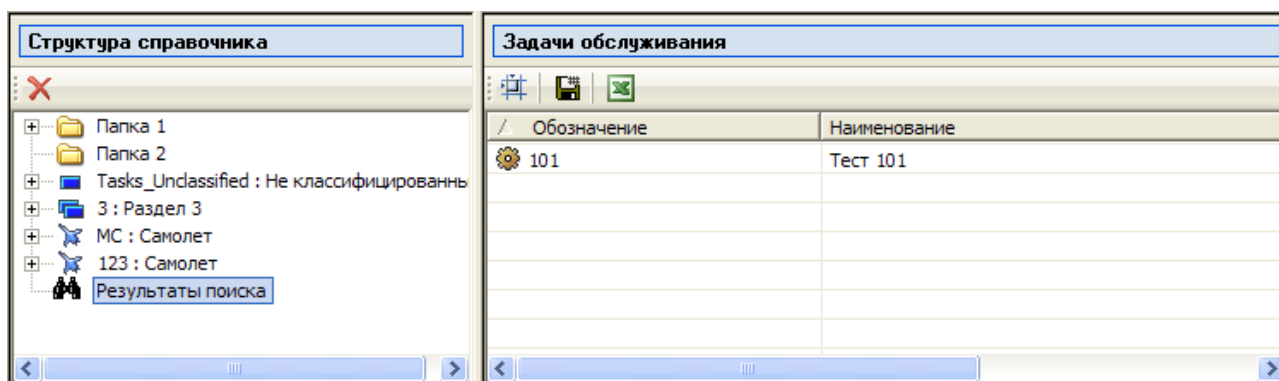 Структура справочника
Папка 1
Папка 2
Tasks_Unclassified : Не классифицированны
3 : Раздел 3
МС : Самолет
123 : Самолет
Результаты поиска
Задачи обслуживания
Обозначение Наименование
101 Тест 101